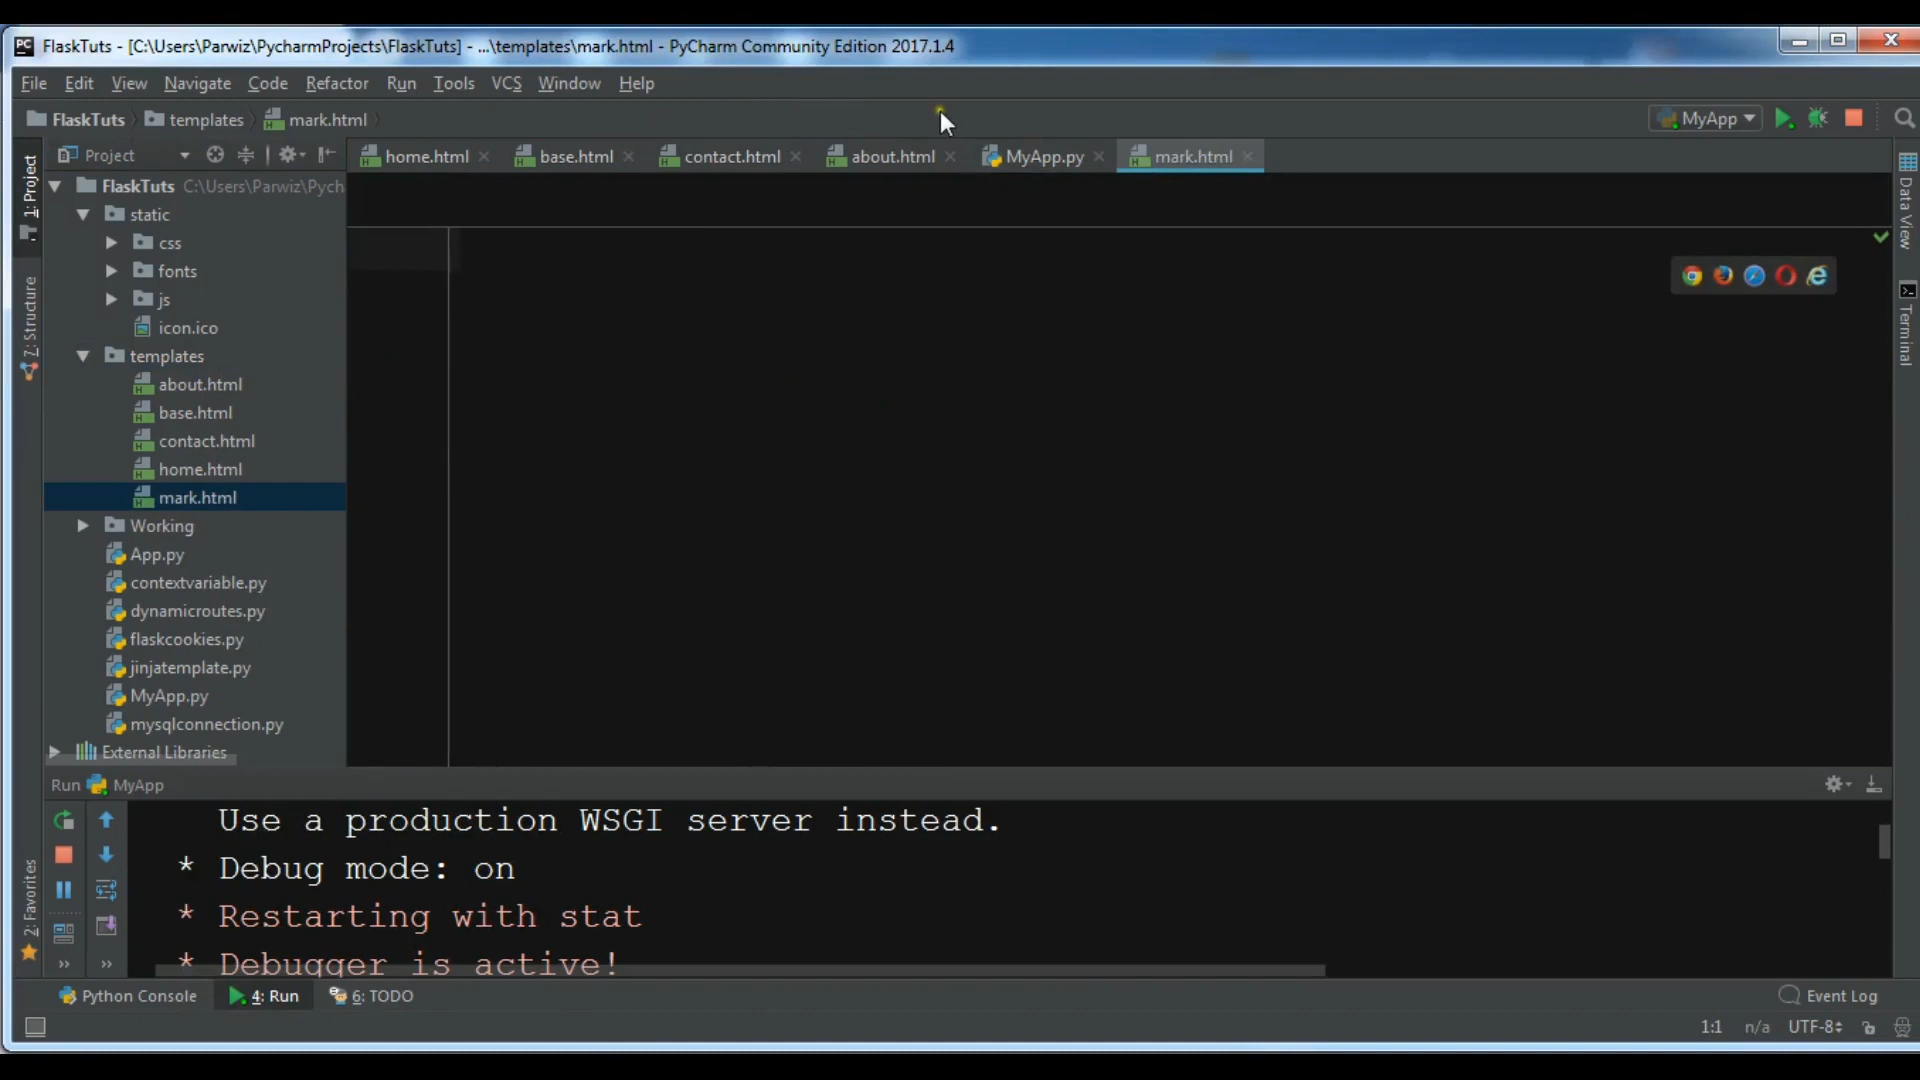 FlaskTuts - [C:\Users\Parwiz\PycharmProjects\FlaskTuts] - ...\templates\mark.html - PyCharm Community Edition 2017.1.4
File Edit View Navigate Code Refactor Run Tools VCS Window Help
FlaskTuts templates mark.html
MyApp
Project
home.html base.html contact.html about.html MyApp.py mark.html
1: Project
7: Structure
2: Favorites
FlaskTuts C:\Users\Parwiz\Pych
static
css
fonts
js
icon.ico
templates
about.html
base.html
contact.html
home.html
mark.html
Working
App.py
contextvariable.py
dynamicroutes.py
flaskcookies.py
jinjatemplate.py
MyApp.py
mysqlconnection.py
External Libraries
Data View
Terminal
Run MyApp
Use a production WSGI server instead.
* Debug mode: on
* Restarting with stat
* Debugger is active!
Python Console 4: Run 6: TODO
Event Log
1:1 n/a UTF-8